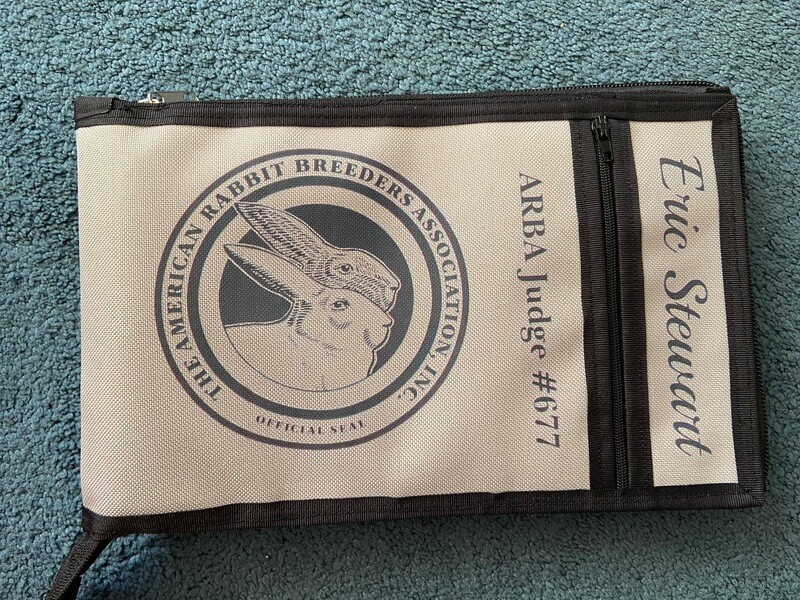 THE AMERICAN RABBIT BREEDERS ASSOCIATION, INC.
OFFICIAL SEAL
ARBA Judge #677
Eric Stewart